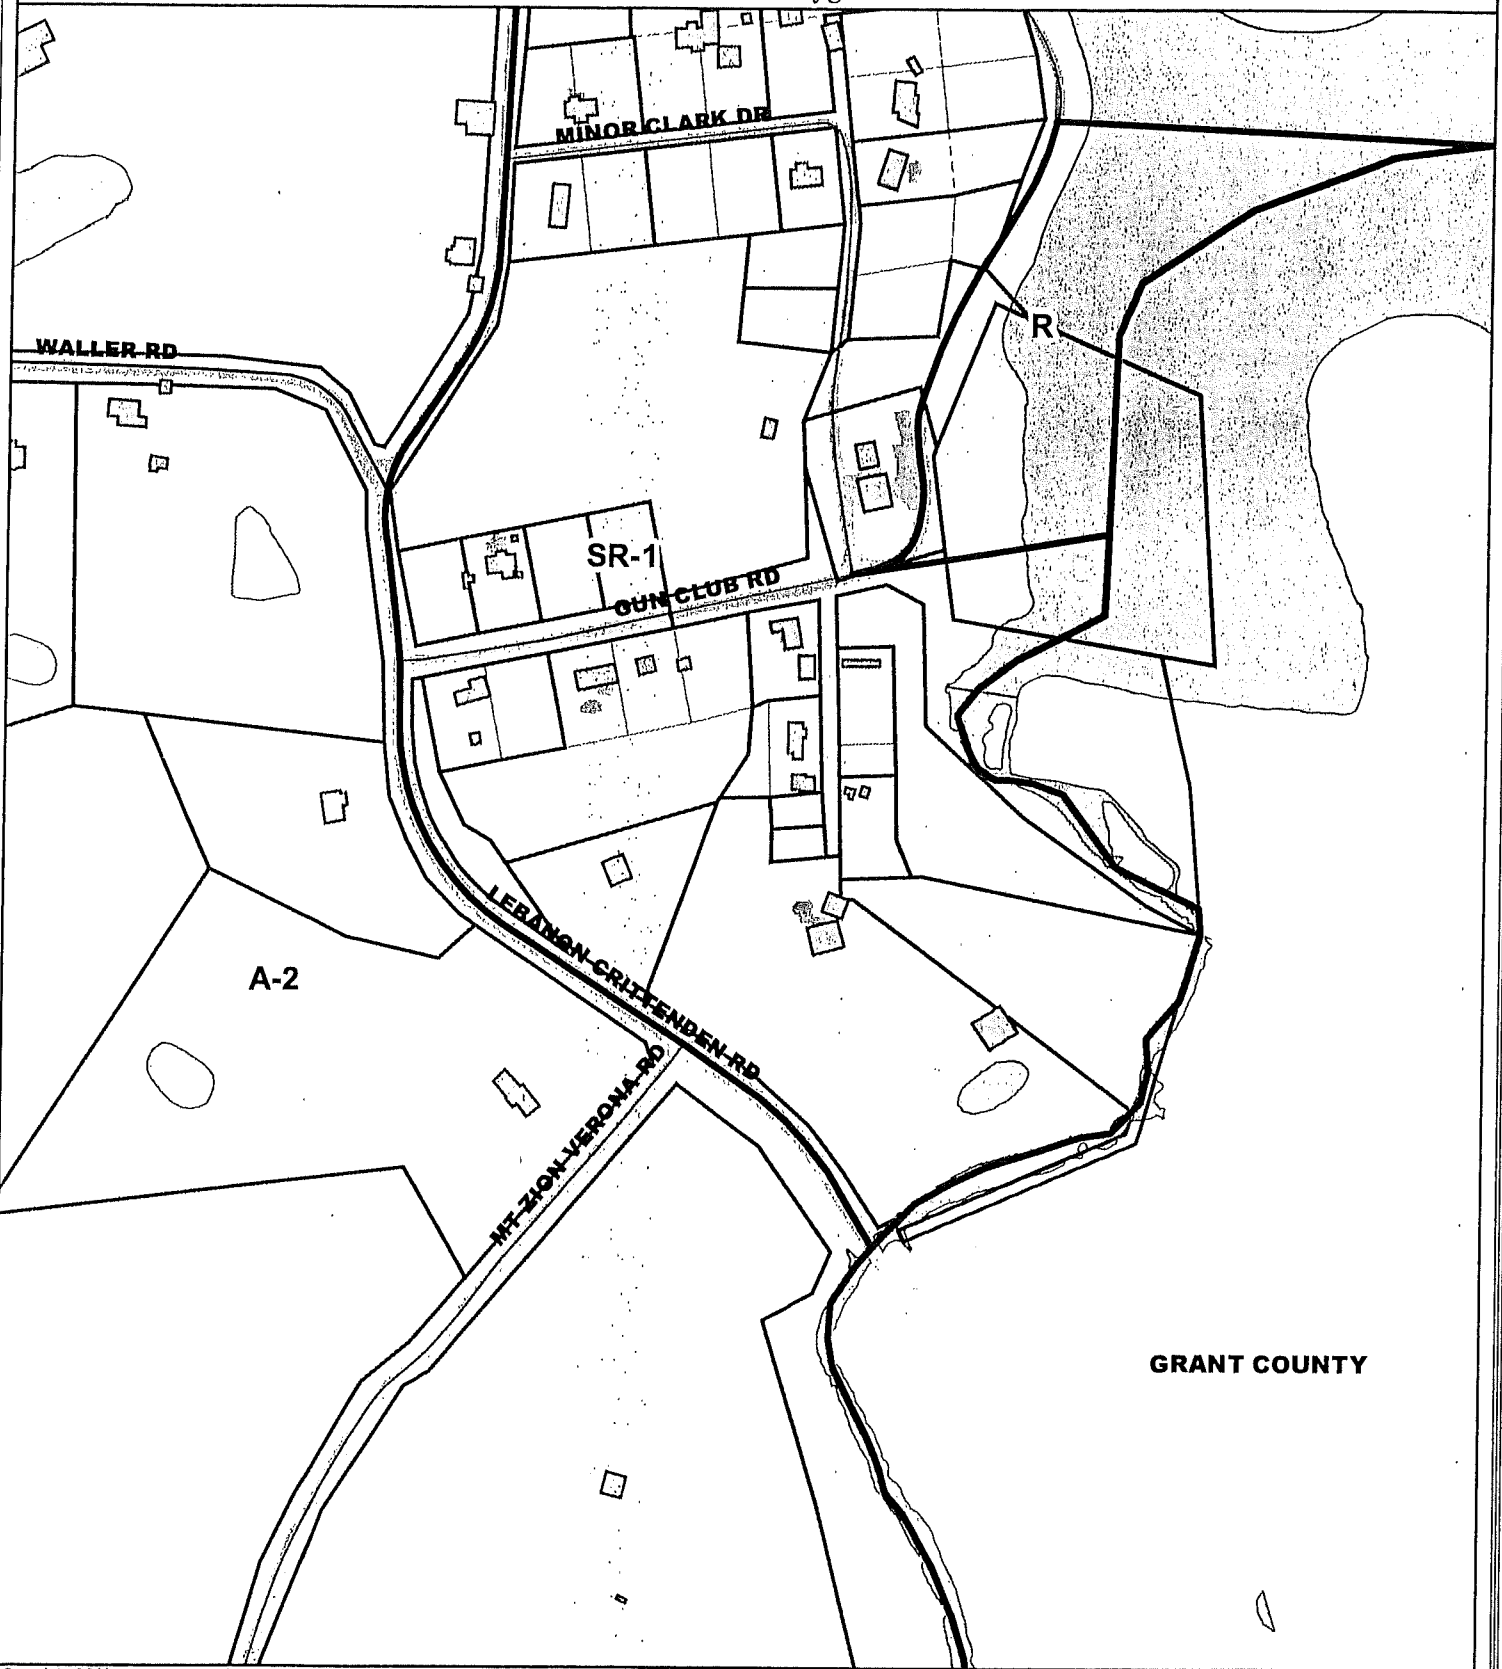 MINOR CLARK DR
R
WALLER RD
SR-1
GUN CLUB RD
LEBANON CRITTENDEN RD
A-2
MT ZION VERONA RD
GRANT COUNTY